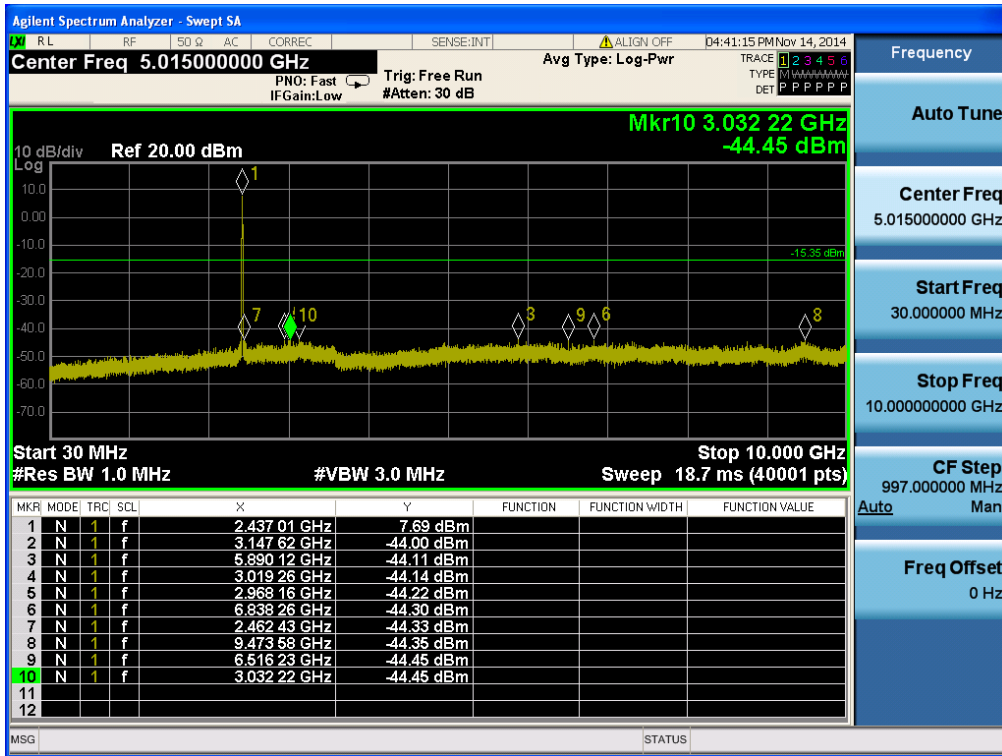 Agilent Spectrum Analyzer - Swept SA
LXI RL RF 50 Ω AC CORREC SENSE:INT ALIGN OFF 04:41:15 PM Nov 14, 2014
Center Freq 5.015000000 GHz
PNO: Fast
IFGain:Low
Trig: Free Run
#Atten: 30 dB
Avg Type: Log-Pwr
TRACE 1 2 3 4 5 6
TYPE M W W W W W
DET P P P P P P
Mkr10 3.032 22 GHz
-44.45 dBm
10 dB/div Ref 20.00 dBm
Log
10.0
0.00
-10.0
-20.0
-30.0
-40.0
-50.0
-60.0
-70.0
-15.35 dBm
1
7
10
3
9
6
8
Start 30 MHz
Stop 10.000 GHz
#Res BW 1.0 MHz #VBW 3.0 MHz Sweep 18.7 ms (40001 pts)
MKR MODE TRC SCL X Y FUNCTION FUNCTION WIDTH FUNCTION VALUE
1 N 1 f 2.437 01 GHz 7.69 dBm
2 N 1 f 3.147 62 GHz -44.00 dBm
3 N 1 f 5.890 12 GHz -44.11 dBm
4 N 1 f 3.019 26 GHz -44.14 dBm
5 N 1 f 2.968 16 GHz -44.22 dBm
6 N 1 f 6.838 26 GHz -44.30 dBm
7 N 1 f 2.462 43 GHz -44.33 dBm
8 N 1 f 9.473 58 GHz -44.35 dBm
9 N 1 f 6.516 23 GHz -44.45 dBm
10 N 1 f 3.032 22 GHz -44.45 dBm
11
12
MSG
STATUS
Frequency
Auto Tune
Center Freq
5.015000000 GHz
Start Freq
30.000000 MHz
Stop Freq
10.000000000 GHz
CF Step
997.000000 MHz
Auto Man
Freq Offset
0 Hz